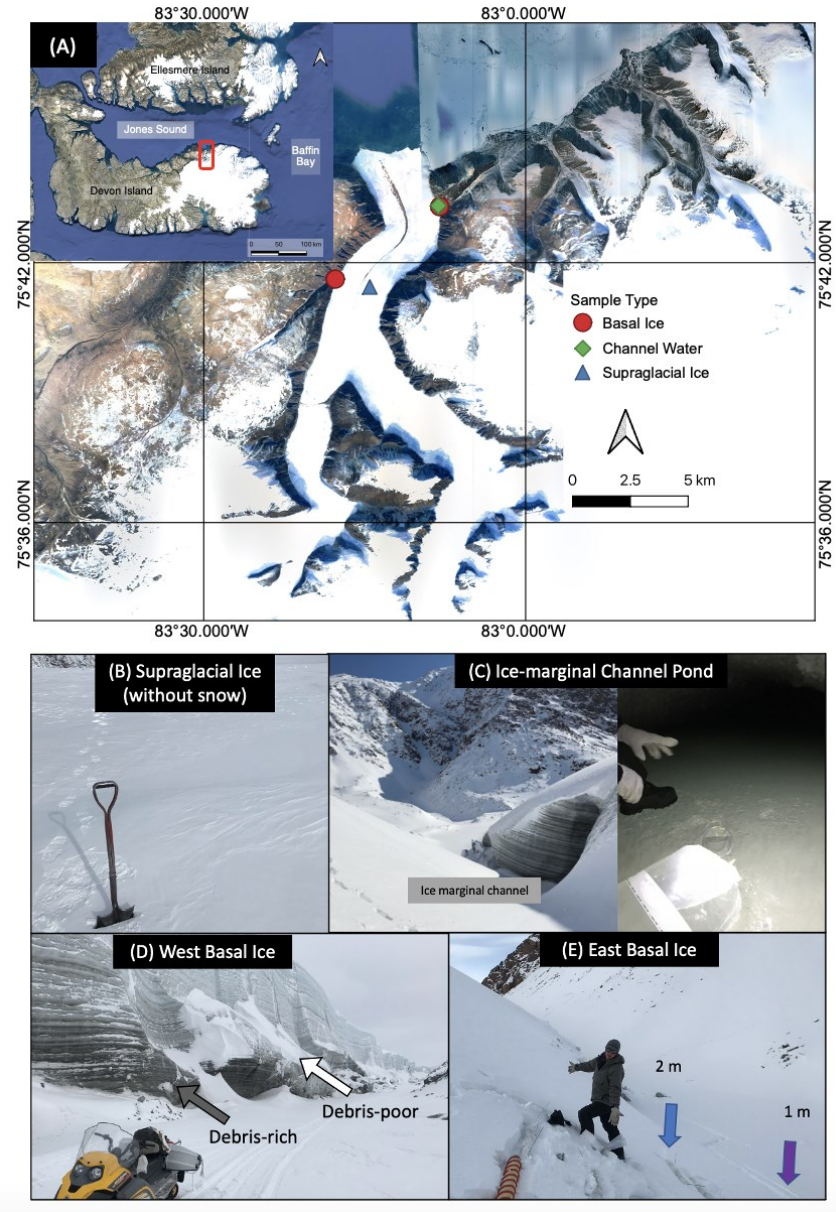 83°30.000′W
83°0.000′W
(A)
Ellesmere Island
Jones Sound
Baffin
Bay
Devon Island
0 50 100 km
75°42.000′N
75°42.000′N
Sample Type
Basal Ice
Channel Water
Supraglacial Ice
0 2.5 5 km
75°36.000′N
75°36.000′N
83°30.000′W
83°0.000′W
(B) Supraglacial Ice
(without snow)
(C) Ice-marginal Channel Pond
Ice marginal channel
(D) West Basal Ice
Debris-rich
Debris-poor
(E) East Basal Ice
2 m
1 m